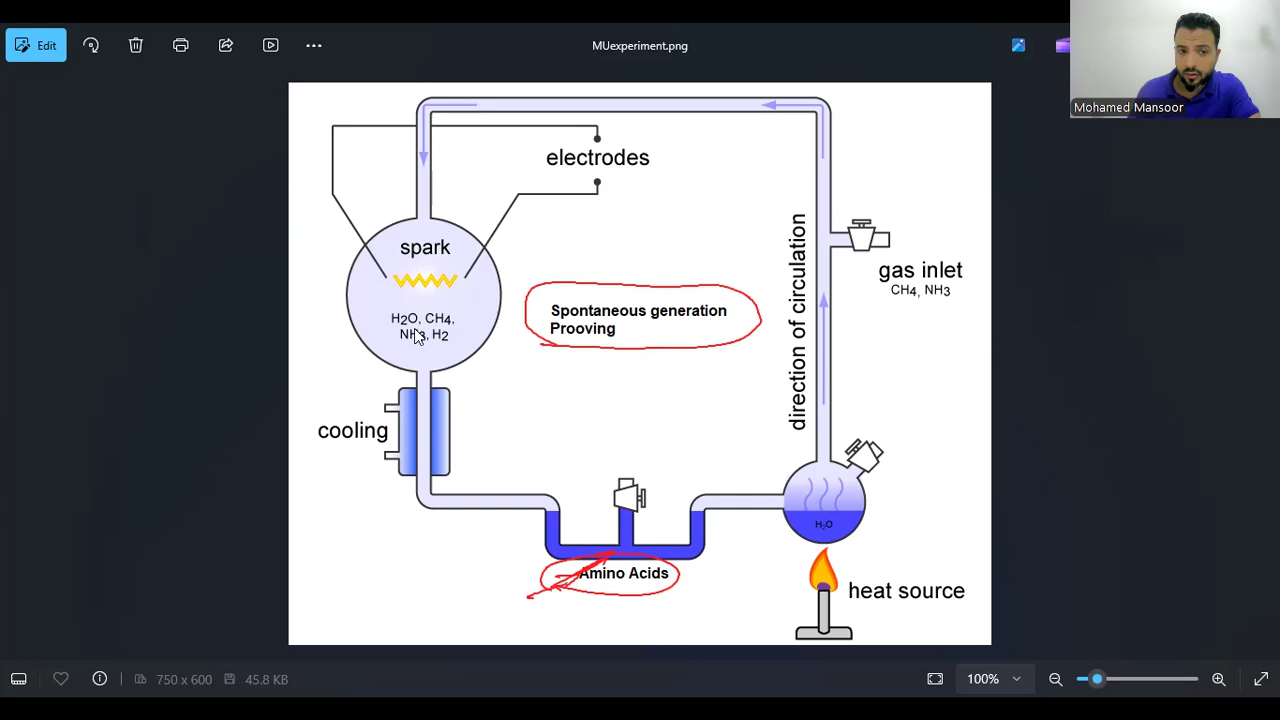 Edit
MUexperiment.png
Mohamed Mansoor
electrodes
spark
H2O, CH4,
NH3, H2
Spontaneous generation
Prooving
direction of circulation
gas inlet
CH4, NH3
cooling
H2O
Amino Acids
heat source
750 x 600
45.8 KB
100%